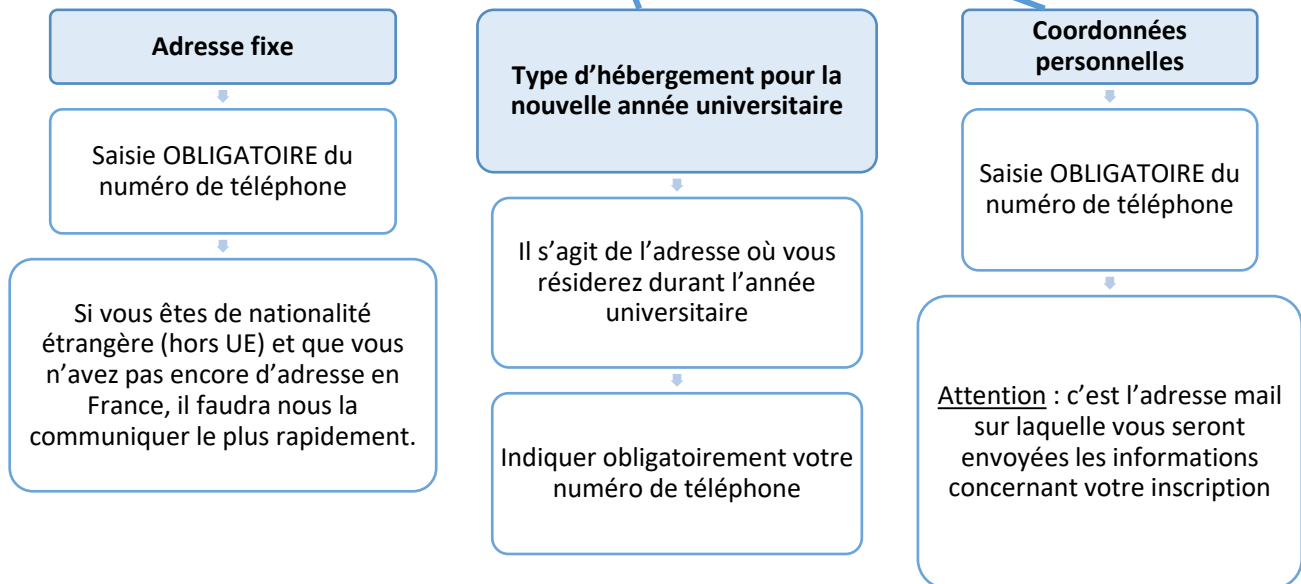 Adresse fixe
Saisie OBLIGATOIRE du
numéro de téléphone
Si vous êtes de nationalité
étrangère (hors UE) et que vous
n'avez pas encore d'adresse en
France, il faudra nous la
communiquer le plus rapidement.
Type d'hébergement pour la
nouvelle année universitaire
Il s'agit de l'adresse où vous
résiderez durant l'année
universitaire
Indiquer obligatoirement votre
numéro de téléphone
Coordonnées
personnelles
Saisie OBLIGATOIRE du
numéro de téléphone
Attention : c'est l'adresse mail
sur laquelle vous seront
envoyées les informations
concernant votre inscription